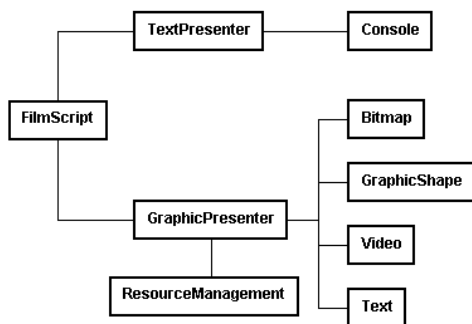 TextPresenter
Console
FilmScript
Bitmap
GraphicShape
GraphicPresenter
Video
ResourceManagement
Text